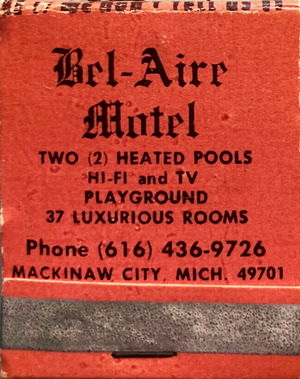 Bel-Aire
Motel
TWO (2) HEATED POOLS
HI-FI and TV
PLAYGROUND
37 LUXURIOUS ROOMS
Phone (616) 436-9726
MACKINAW CITY, MICH. 49701